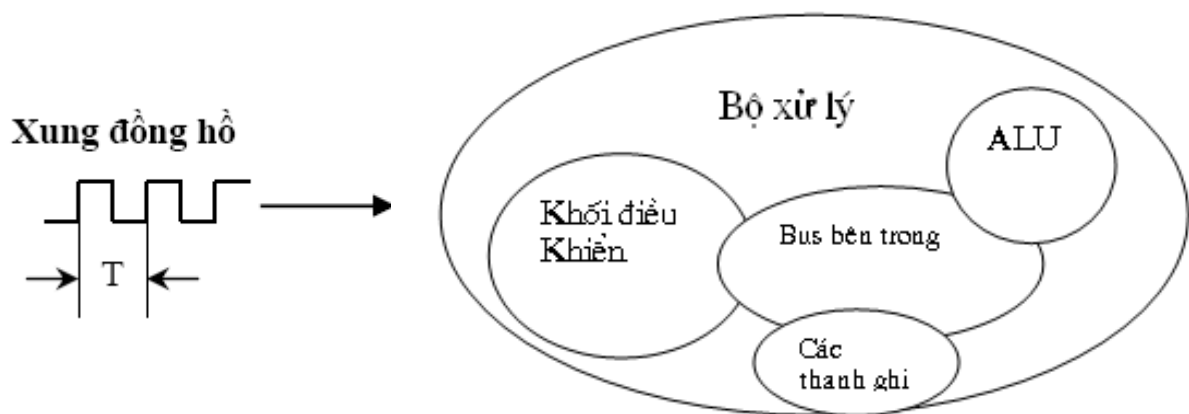 Xung đồng hồ
T
Bộ xử lý
ALU
Khối điều
Khiển
Bus bên trong
Các
thanh ghi